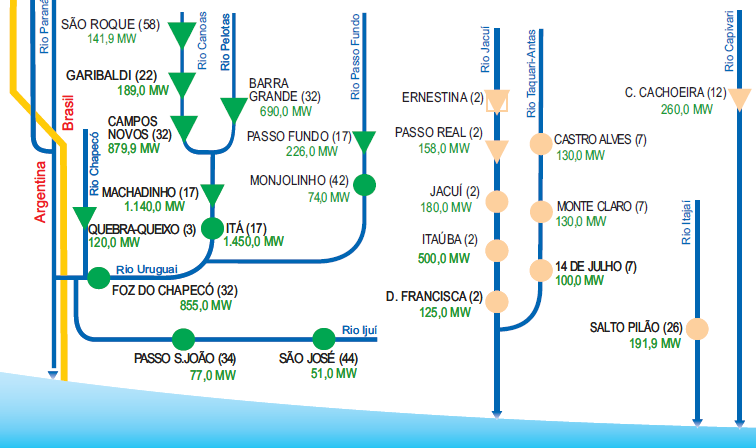 Rio Paraná
SÃO ROQUE (58)
141,9 MW
Rio Canoas
Rio Pelotas
GARIBALDI (22)
189,0 MW
CAMPOS
NOVOS (32)
879,9 MW
BARRA
GRANDE (32)
690,0 MW
Rio Passo Fundo
PASSO FUNDO (17)
226,0 MW
MONJOLINHO (42)
74,0 MW
Brasil
Argentina
Rio Chapecó
MACHADINHO (17)
1.140,0 MW
QUEBRA-QUEIXO (3)
120,0 MW
ITÁ (17)
1.450,0 MW
Rio Uruguai
FOZ DO CHAPECÓ (32)
855,0 MW
Rio Ijuí
PASSO S.JOÃO (34)
77,0 MW
SÃO JOSÉ (44)
51,0 MW
Rio Jacuí
ERNESTINA (2)
PASSO REAL (2)
158,0 MW
JACUÍ (2)
180,0 MW
ITAÚBA (2)
500,0 MW
D. FRANCISCA (2)
125,0 MW
Rio Taquari-Antas
CASTRO ALVES (7)
130,0 MW
MONTE CLARO (7)
130,0 MW
14 DE JULHO (7)
100,0 MW
Rio Itajaí
SALTO PILÃO (26)
191,9 MW
Rio Capivari
C. CACHOEIRA (12)
260,0 MW